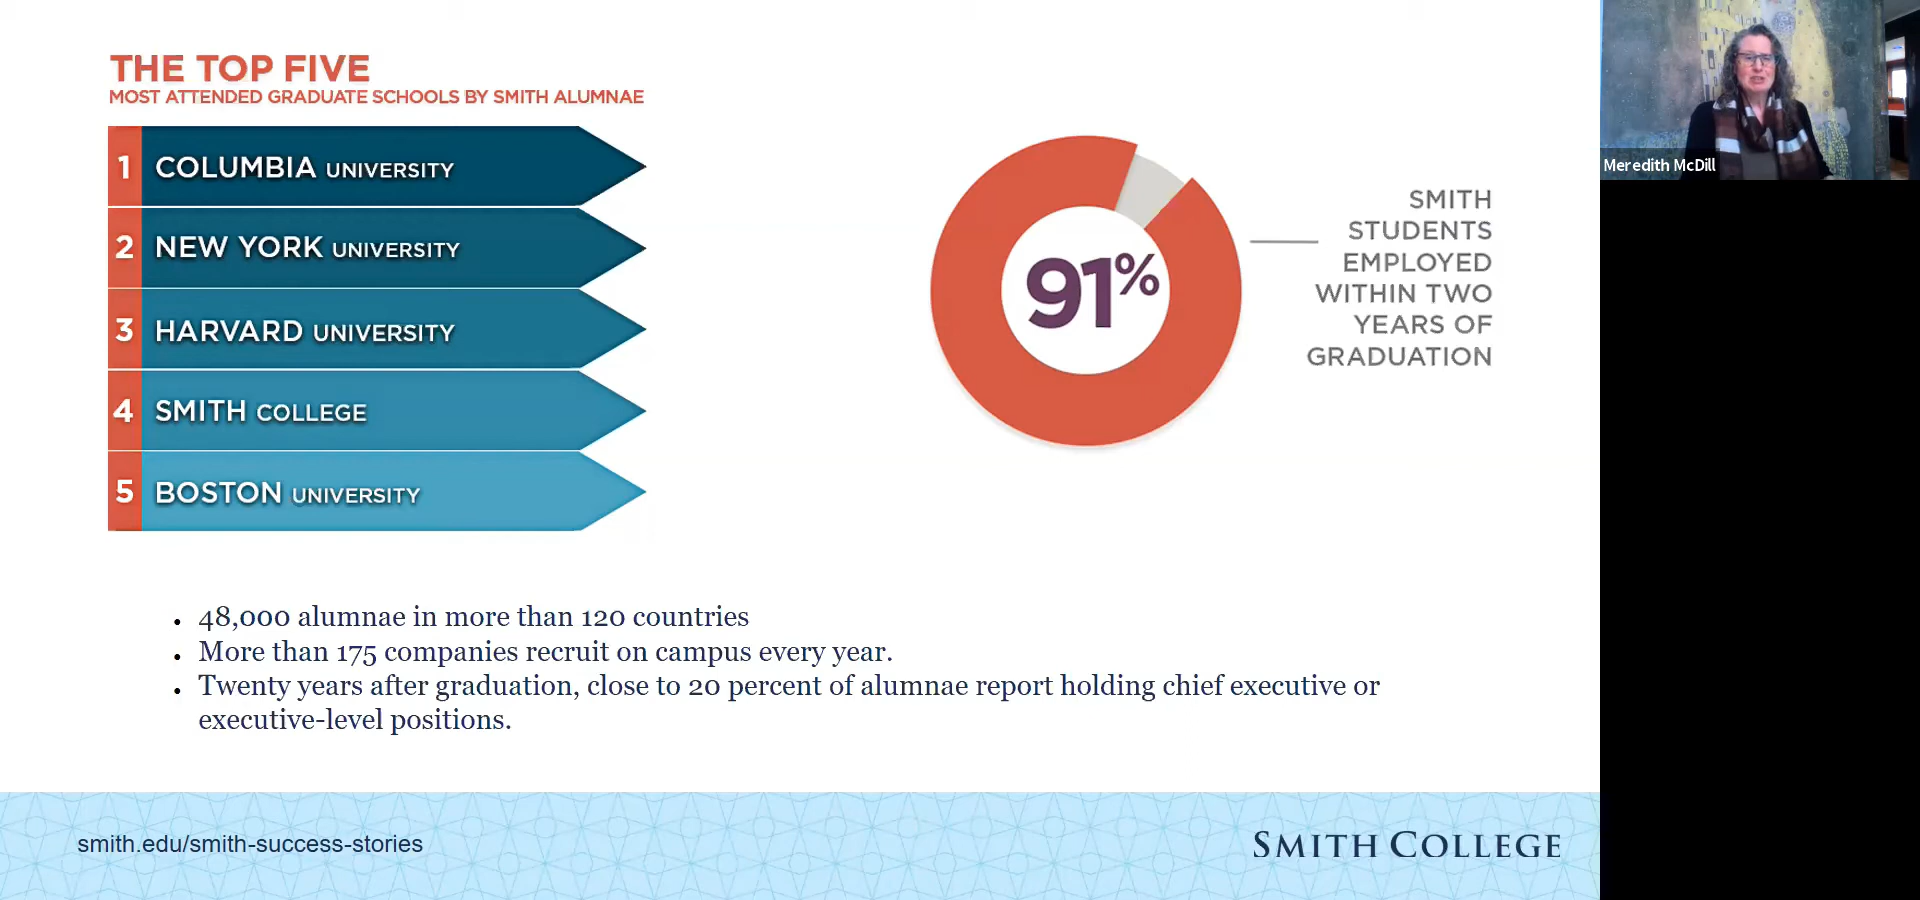 THE TOP FIVE
MOST ATTENDED GRADUATE SCHOOLS BY SMITH ALUMNAE
1 COLUMBIA UNIVERSITY
2 NEW YORK UNIVERSITY
3 HARVARD UNIVERSITY
4 SMITH COLLEGE
5 BOSTON UNIVERSITY
91%
SMITH
STUDENTS
EMPLOYED
WITHIN TWO
YEARS OF
GRADUATION
• 48,000 alumnae in more than 120 countries
• More than 175 companies recruit on campus every year.
• Twenty years after graduation, close to 20 percent of alumnae report holding chief executive or
executive-level positions.
smith.edu/smith-success-stories
SMITH COLLEGE
Meredith McDill